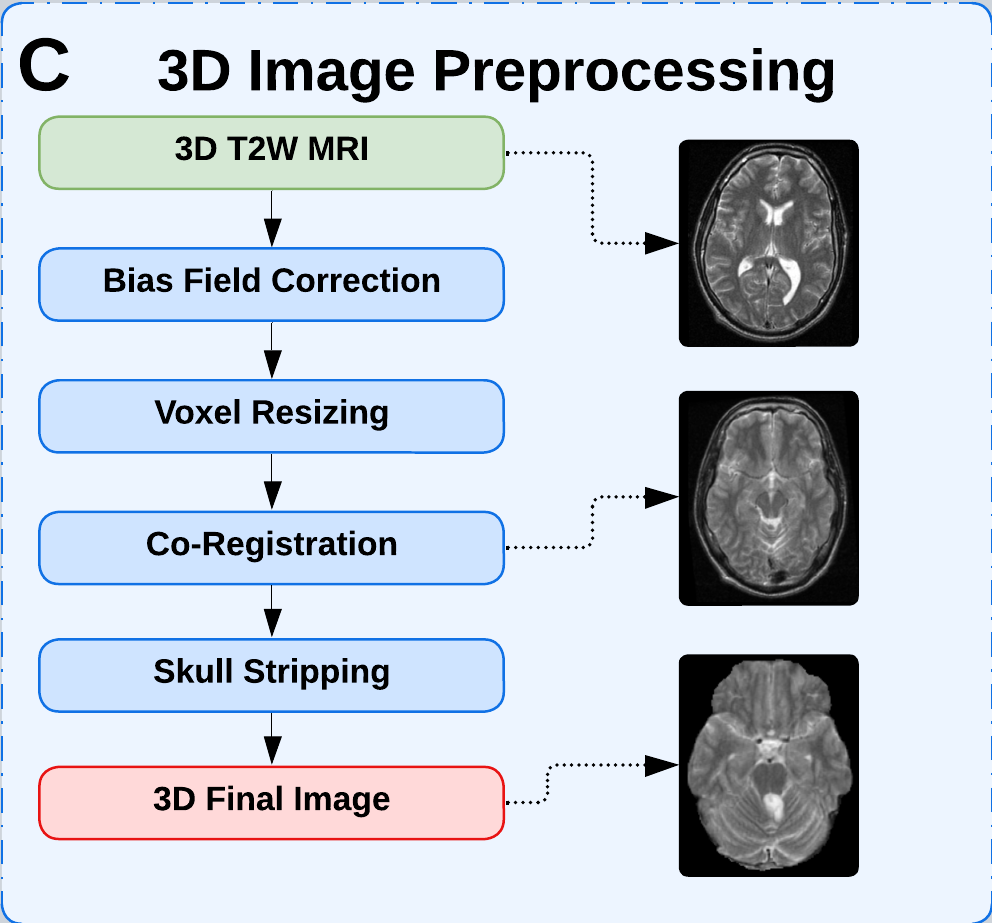 C
3D Image Preprocessing
3D T2W MRI
Bias Field Correction
Voxel Resizing
Co-Registration
Skull Stripping
3D Final Image